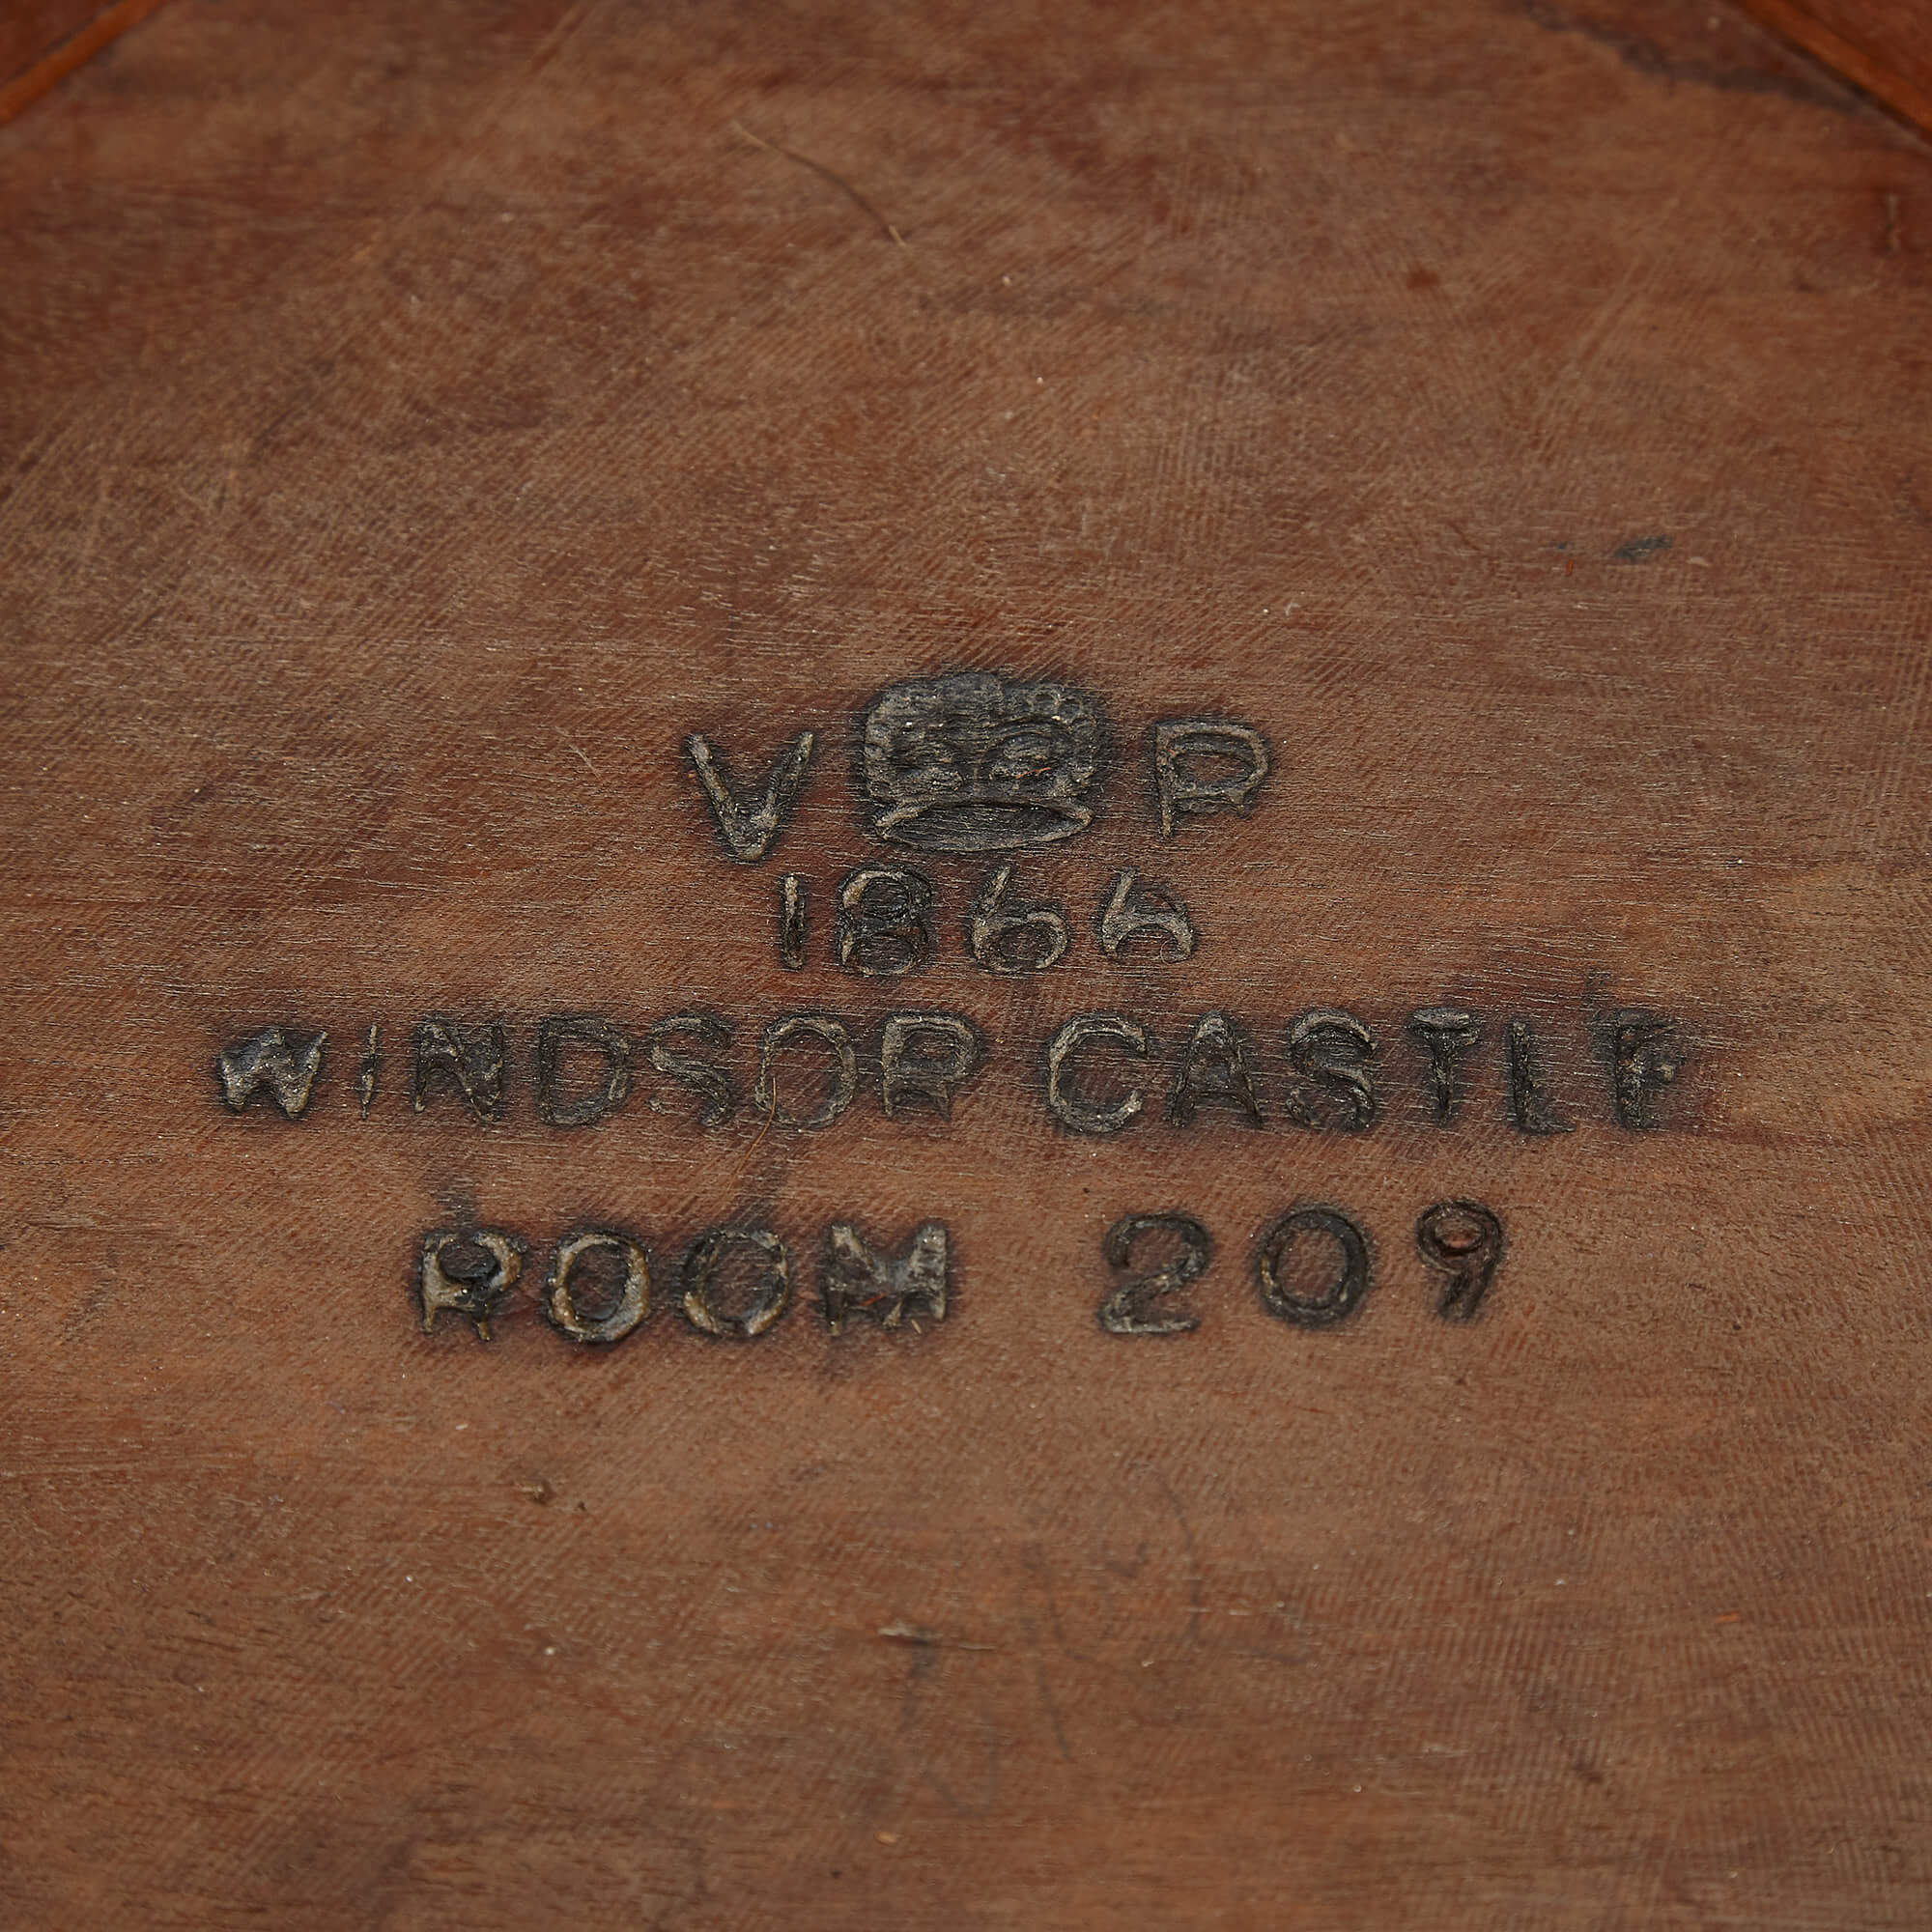 V R
1866
WINDSOR CASTLE
ROOM 209